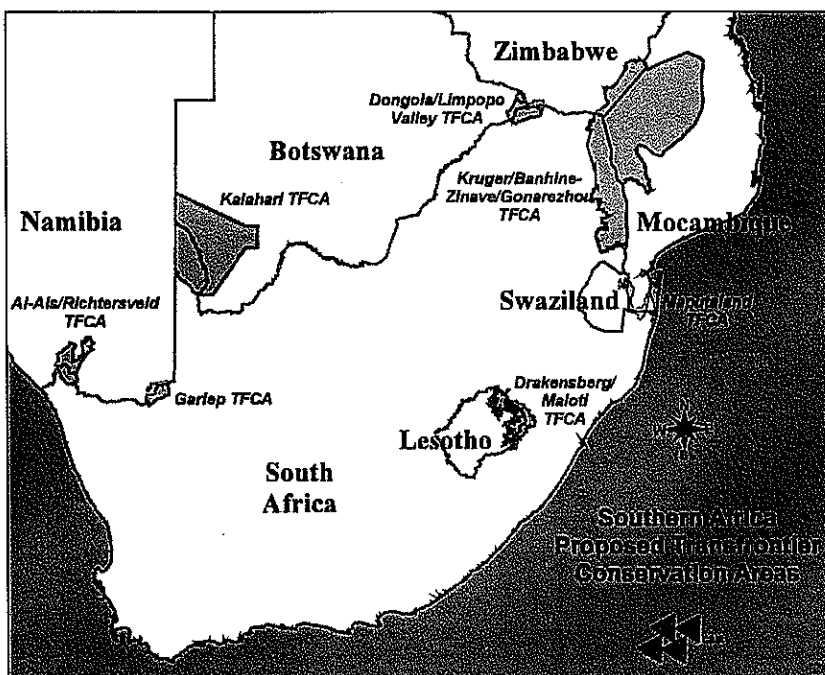 Zimbabwe
Dongola/Limpopo
Valley TFCA
Botswana
Kruger/Banhine-
Zinave/Gonarezhou
TFCA
Kalahari TFCA
Namibia
Mocambique
Ai-Ais/Richtersveld
TFCA
Swaziland
Maputaland
TFCA
Gariep TFCA
Drakensberg/
Maloti
TFCA
Lesotho
South
Africa
Southern Africa
Proposed Transfrontier
Conservation Areas